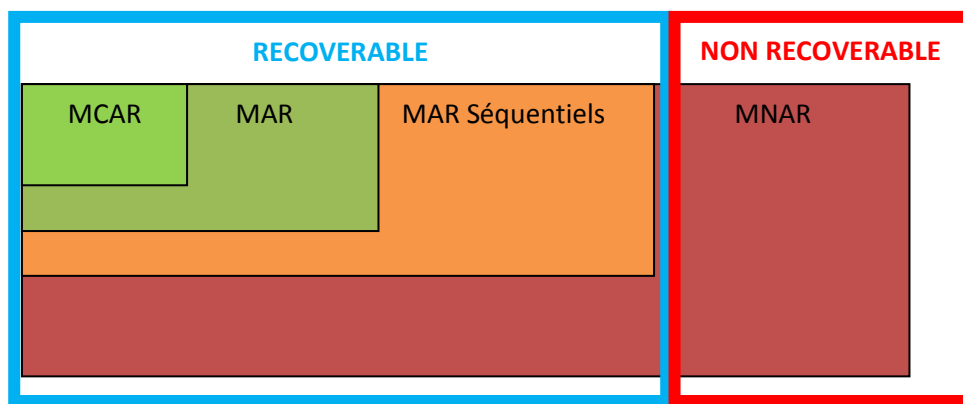 RECOVERABLE
NON RECOVERABLE
MCAR
MAR
MAR Séquentiels
MNAR